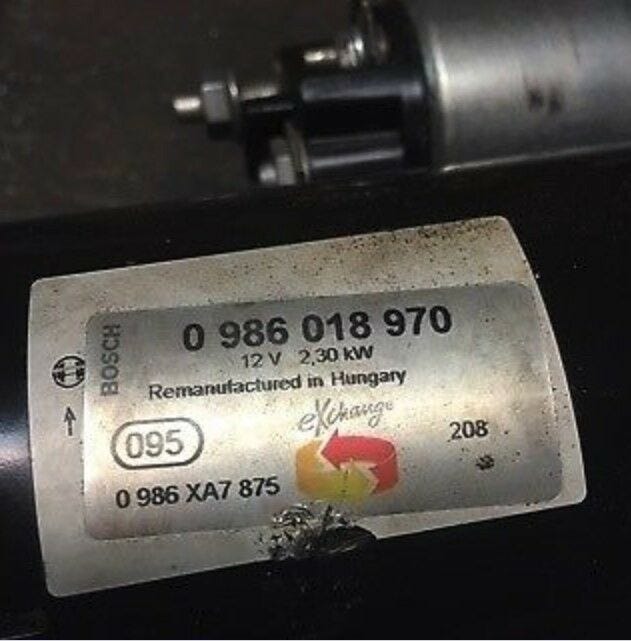 BOSCH
0 986 018 970
12 V 2,30 kW
Remanufactured in Hungary
eXchange
095
208
0 986 XA7 875